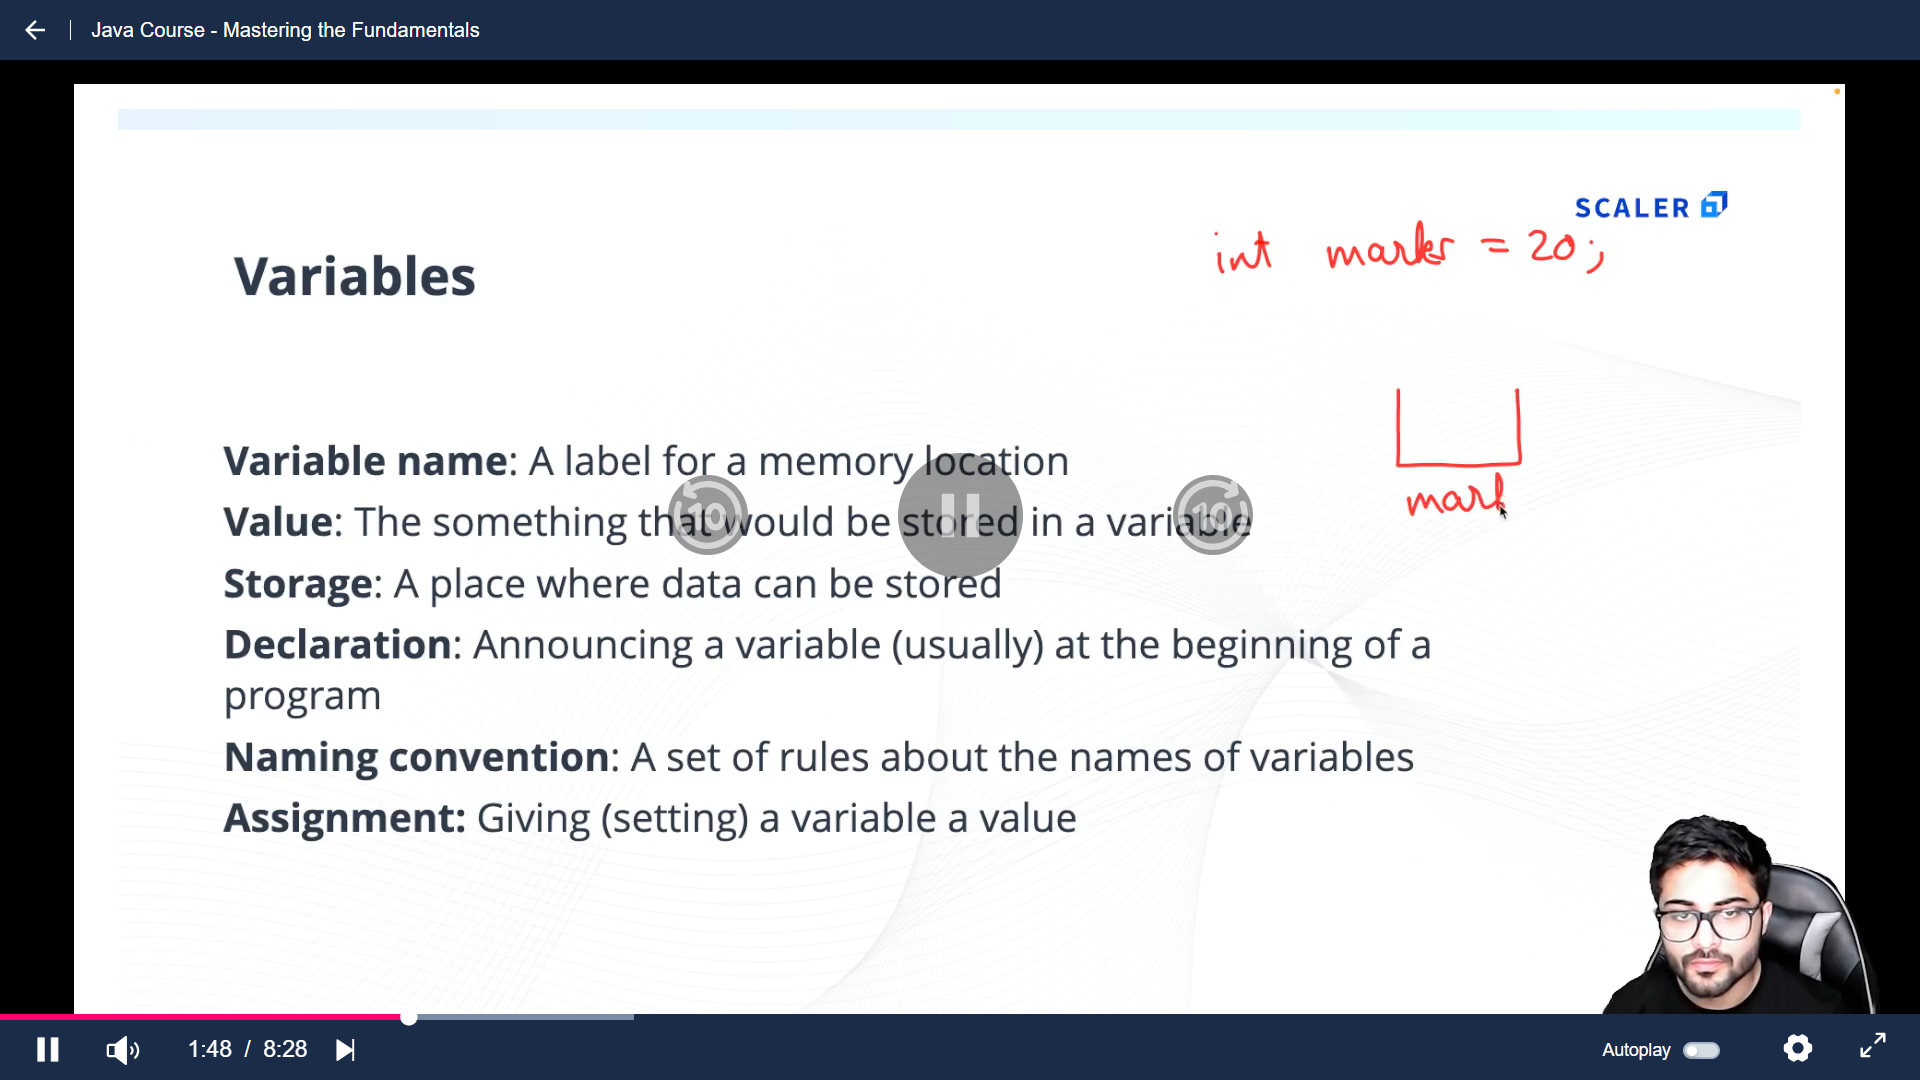 Java Course - Mastering the Fundamentals
SCALER
int marks = 20;
Variables
Variable name: A label for a memory location
Value: The something that would be stored in a variable
Storage: A place where data can be stored
Declaration: Announcing a variable (usually) at the beginning of a
program
Naming convention: A set of rules about the names of variables
Assignment: Giving (setting) a variable a value
mark
10
10
1:48 / 8:28
Autoplay